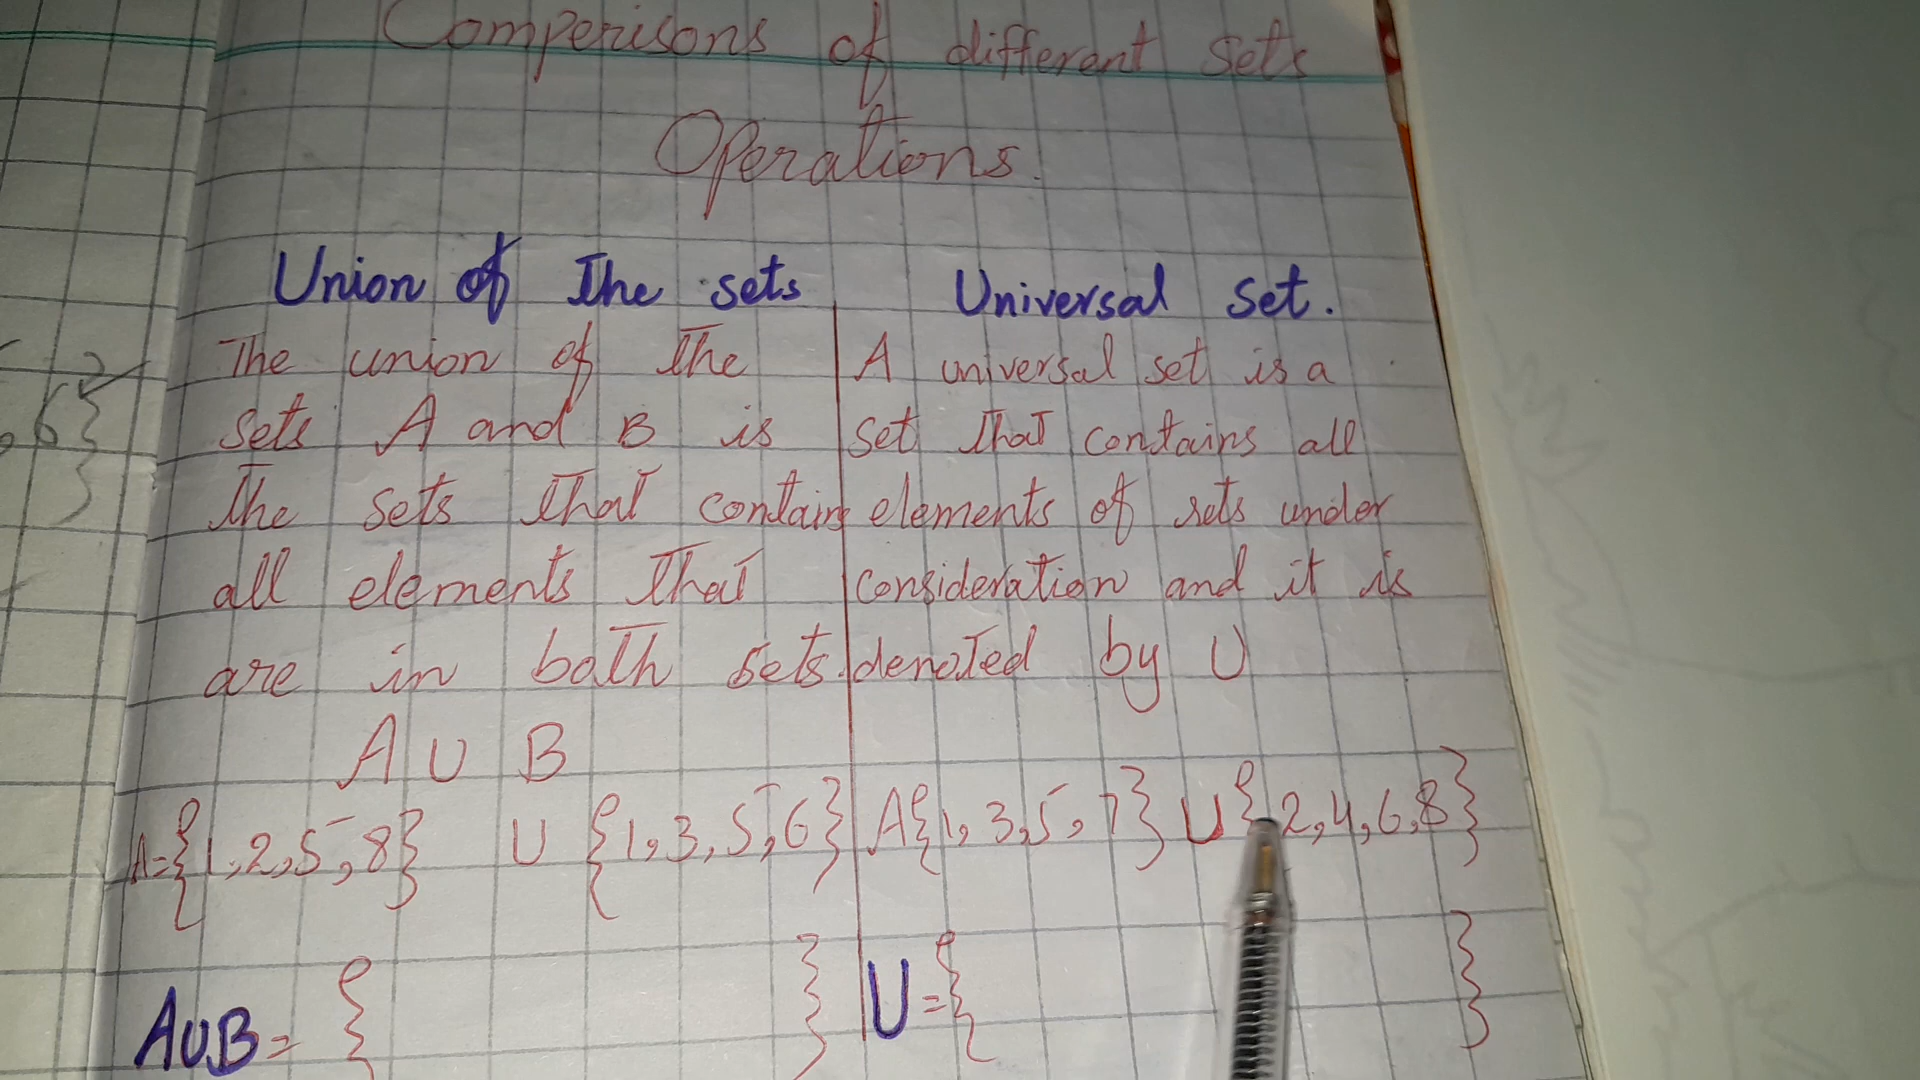 Comperisons of different sets
Operations.
Union of The sets
The union of The
sets A and B is
The sets That contains
all elements That
are in both sets.
A U B
A={1,2,5,8} U {1,3,5,6}
AUB= { }
Universal set.
A universal set is a
set That contains all
elements of sets under
consideration and it is
denoted by U
A{1,3,5,7} U{2,4,6,8}
U={ }
,6}